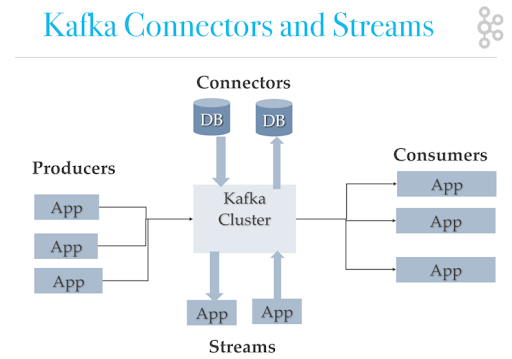 Kafka Connectors and Streams
Connectors
DB
DB
Producers
App
App
App
Kafka
Cluster
Consumers
App
App
App
App
App
Streams